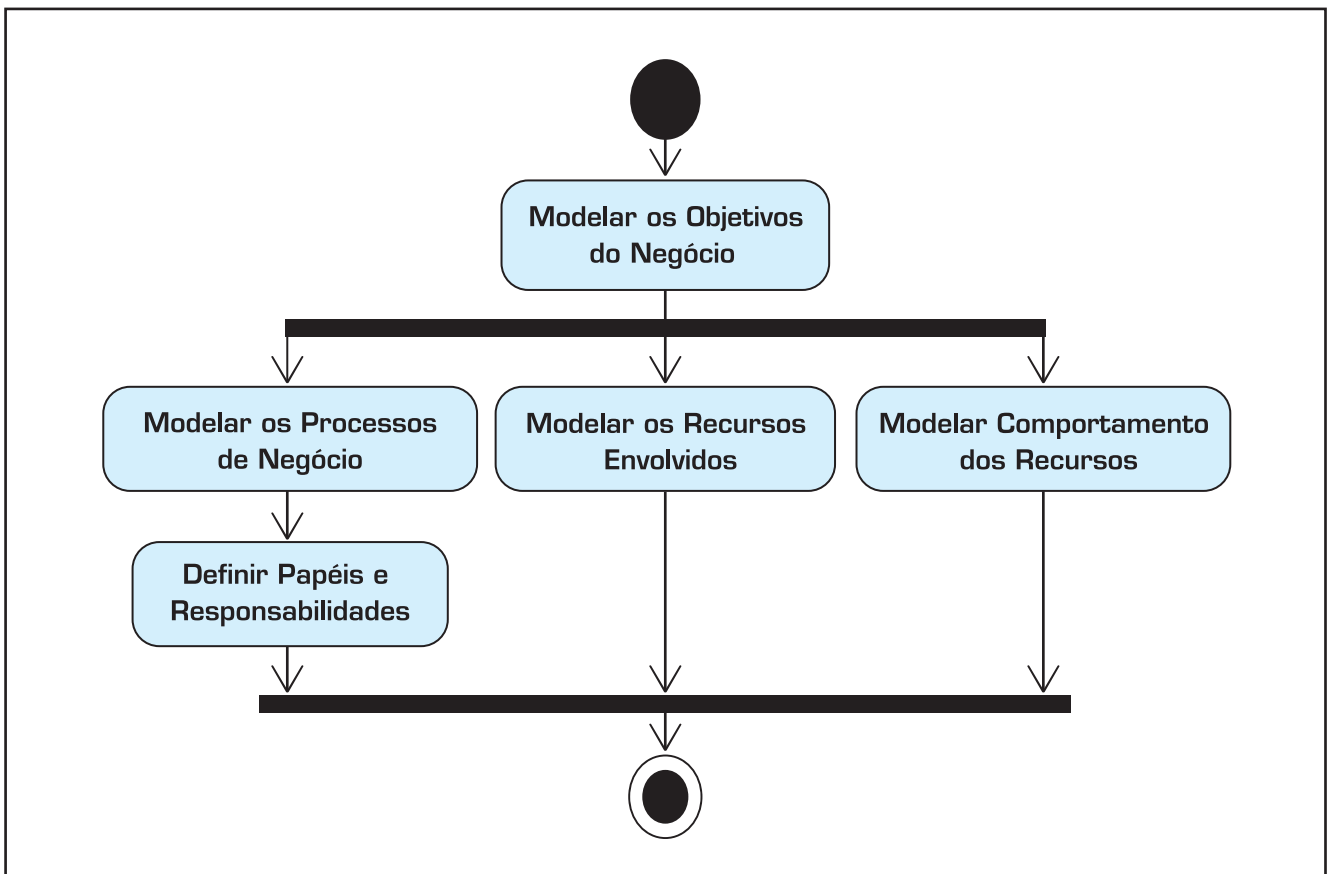 Modelar os Objetivos
do Negócio
Modelar os Processos
de Negócio
Modelar os Recursos
Envolvidos
Modelar Comportamento
dos Recursos
Definir Papéis e
Responsabilidades